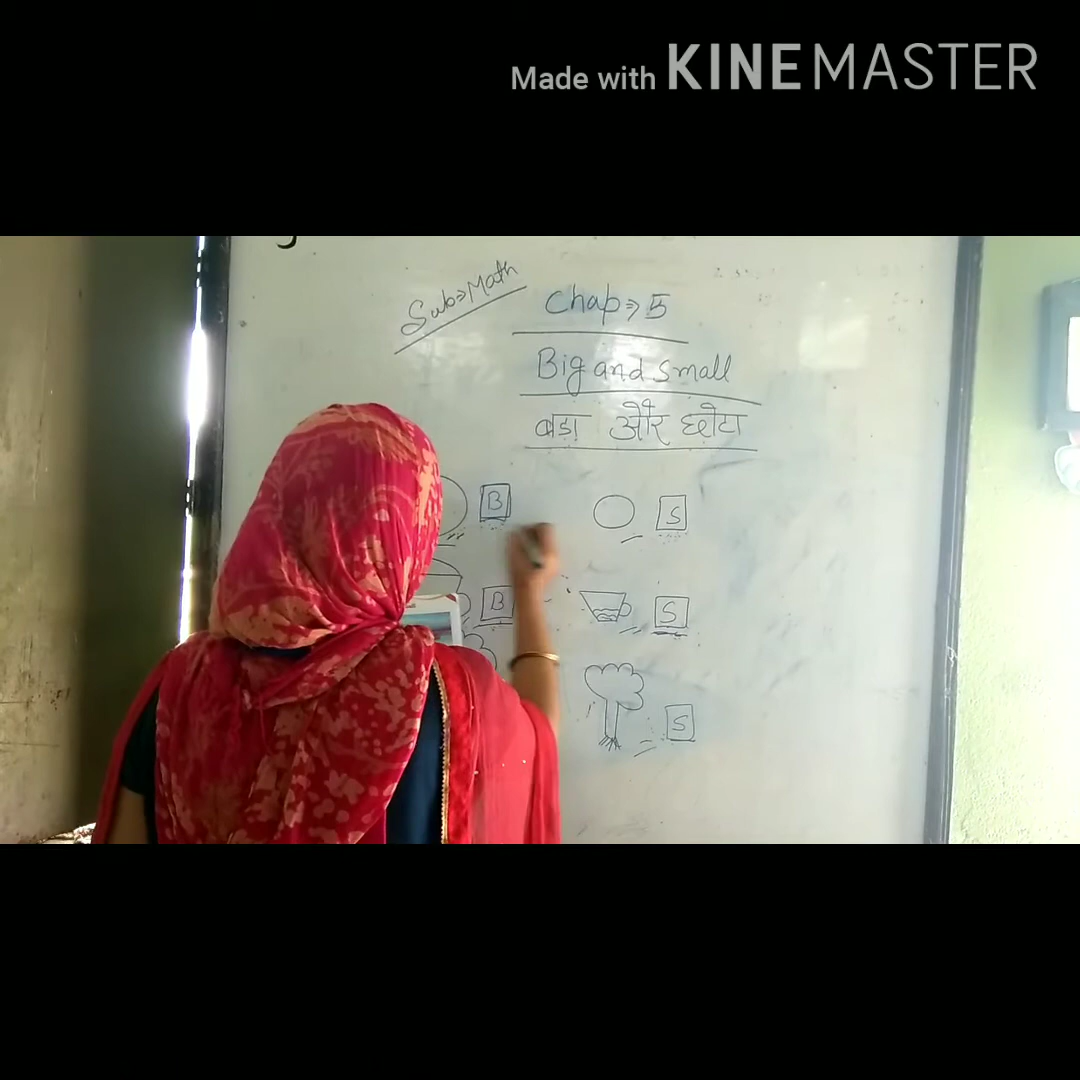 Made with KINEMASTER
Sub⇒Math
Chap⇒5
Big and Small
बड़ा और छोटा
B
S
B
S
S